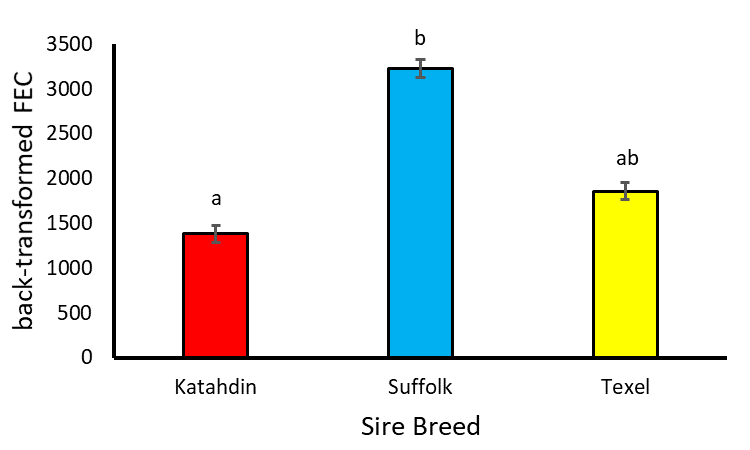 back-transformed FEC
3500
3000
2500
2000
1500
1000
500
0
a
b
ab
Katahdin
Suffolk
Texel
Sire Breed